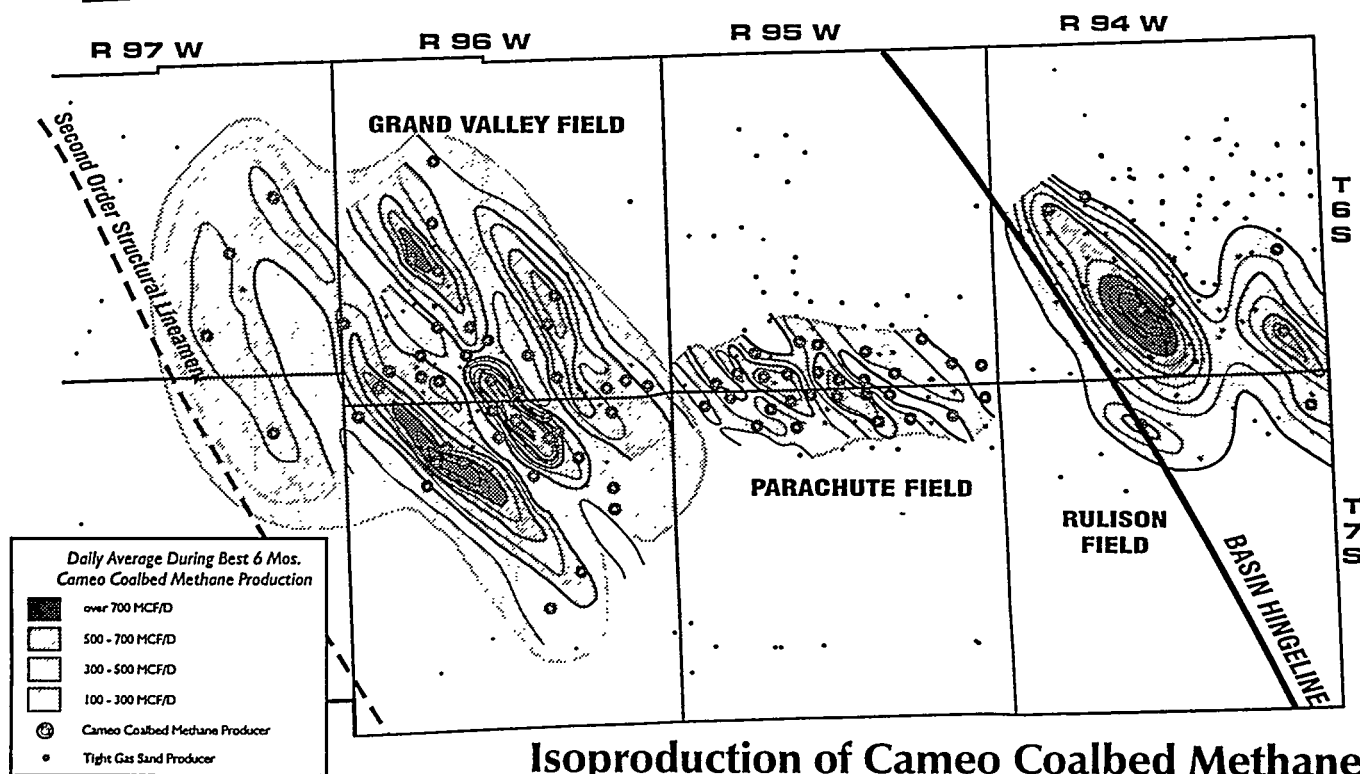 R 97 W
R 96 W
R 95 W
R 94 W
GRAND VALLEY FIELD
Second Order Structural Lineament
T
6
S
PARACHUTE FIELD
RULISON
FIELD
T
7
S
BASIN HINGELINE
Daily Average During Best 6 Mos.
Cameo Coalbed Methane Production
over 700 MCF/D
500 - 700 MCF/D
300 - 500 MCF/D
100 - 300 MCF/D
Cameo Coalbed Methane Producer
Tight Gas Sand Producer
Isoproduction of Cameo Coalbed Methane